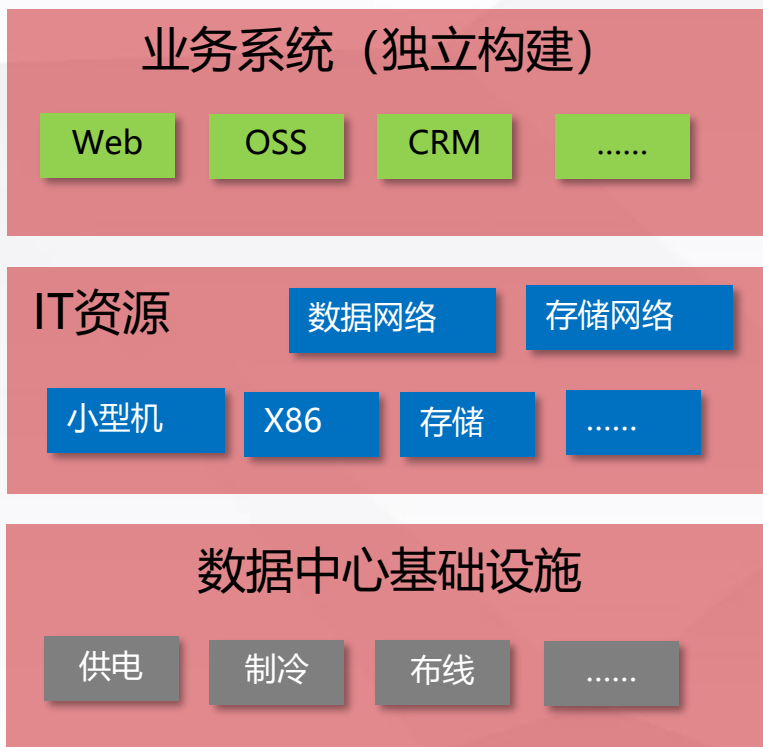 业务系统（独立构建）
Web OSS CRM ......
IT资源
数据网络 存储网络
小型机 X86 存储 ......
数据中心基础设施
供电 制冷 布线 ......